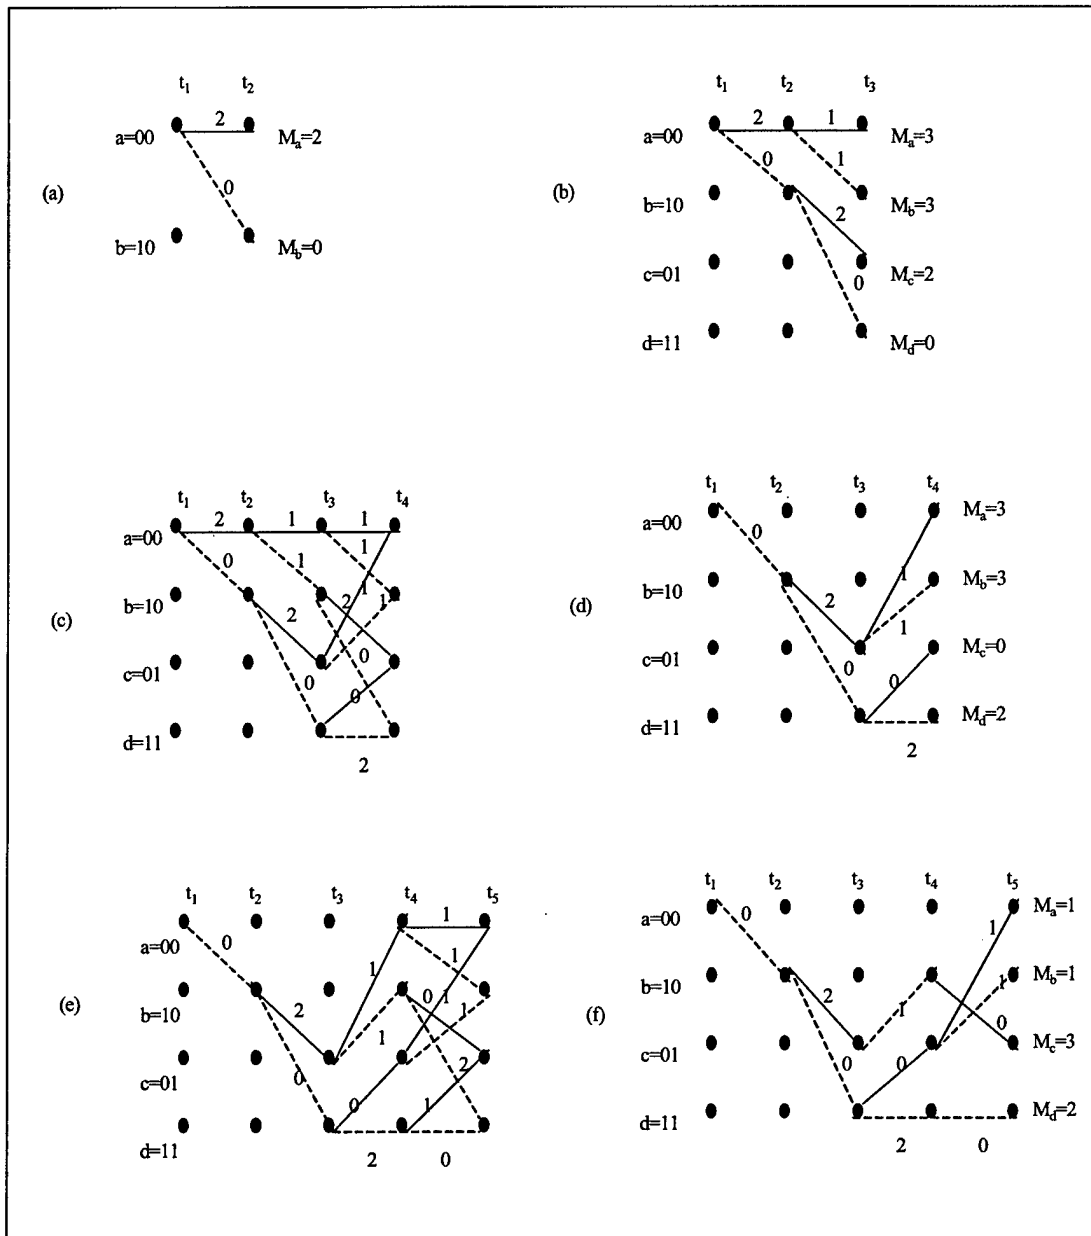 (a)
t1 t2
a=00 2 Ma=2
0
b=10 Mb=0
(b)
t1 t2 t3
a=00 2 1 Ma=3
0 1
b=10 Mb=3
2
c=01 Mc=2
0
d=11 Md=0
(c)
t1 t2 t3 t4
a=00 2 1 1
0 1 1
1
b=10 2 2 1
c=01 0 0
0
d=11 2
(d)
t1 t2 t3 t4
a=00 Ma=3
0
b=10 1 Mb=3
2 1
c=01 Mc=0
0 0
d=11 Md=2
2
(e)
t1 t2 t3 t4 t5
a=00 1
0 1 1
b=10 2 0 1 1
1
c=01 0 2
0 1
d=11 2 0
(f)
t1 t2 t3 t4 t5
a=00 0 1 Ma=1
b=10 2 1 1 Mb=1
0
c=01 0 0 Mc=3
d=11 Md=2
2 0